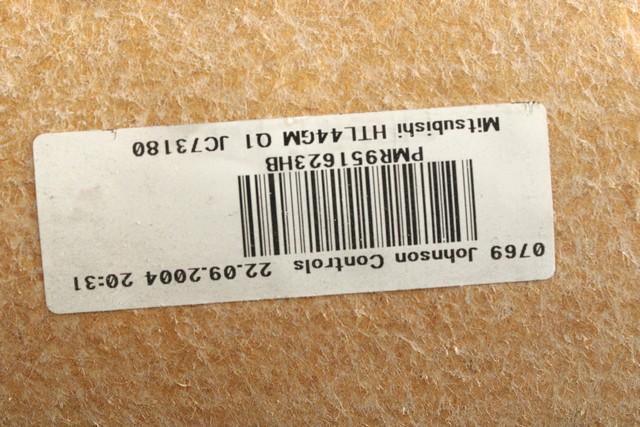 0769 Johnson Controls 22.09.2004 20:31
PMR951623HB
Mitsubishi HTL44GM Q1 JC73180